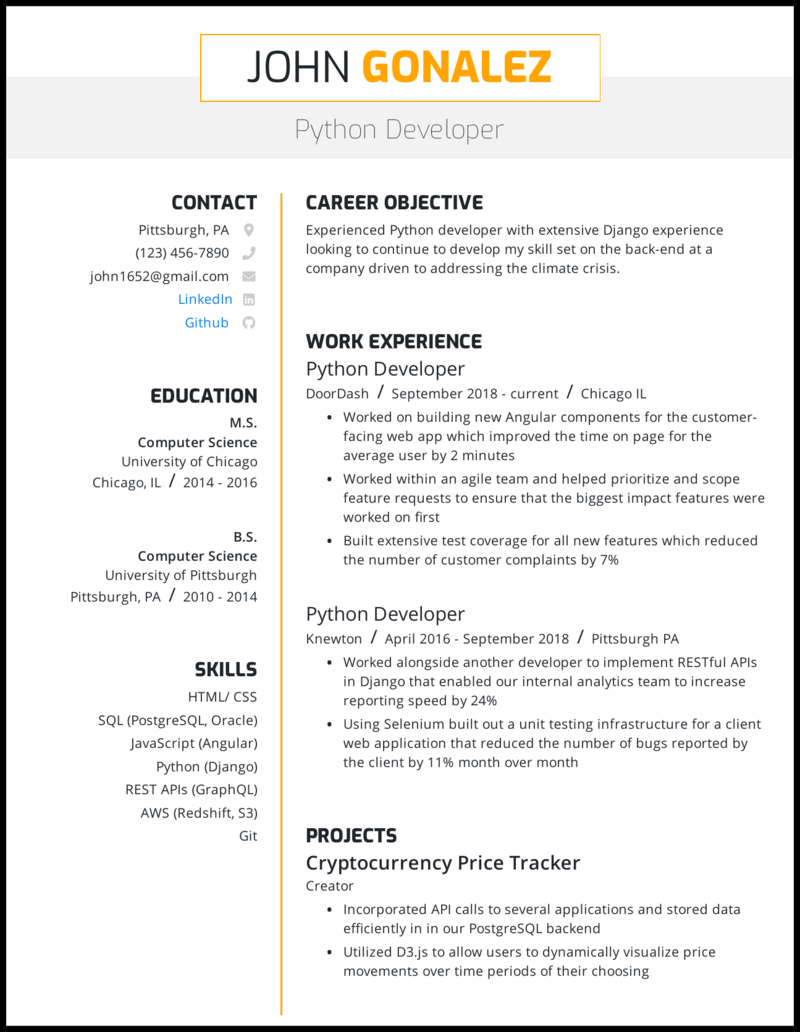 JOHN GONALEZ
Python Developer
CONTACT
Pittsburgh, PA
(123) 456-7890
john1652@gmail.com
LinkedIn
Github
EDUCATION
M.S.
Computer Science
University of Chicago
Chicago, IL / 2014 - 2016
B.S.
Computer Science
University of Pittsburgh
Pittsburgh, PA / 2010 - 2014
SKILLS
HTML/ CSS
SQL (PostgreSQL, Oracle)
JavaScript (Angular)
Python (Django)
REST APIs (GraphQL)
AWS (Redshift, S3)
Git
CAREER OBJECTIVE
Experienced Python developer with extensive Django experience
looking to continue to develop my skill set on the back-end at a
company driven to addressing the climate crisis.
WORK EXPERIENCE
Python Developer
DoorDash / September 2018 - current / Chicago IL
• Worked on building new Angular components for the customer-
facing web app which improved the time on page for the
average user by 2 minutes
• Worked within an agile team and helped prioritize and scope
feature requests to ensure that the biggest impact features were
worked on first
• Built extensive test coverage for all new features which reduced
the number of customer complaints by 7%
Python Developer
Knewton / April 2016 - September 2018 / Pittsburgh PA
• Worked alongside another developer to implement RESTful APIs
in Django that enabled our internal analytics team to increase
reporting speed by 24%
• Using Selenium built out a unit testing infrastructure for a client
web application that reduced the number of bugs reported by
the client by 11% month over month
PROJECTS
Cryptocurrency Price Tracker
Creator
• Incorporated API calls to several applications and stored data
efficiently in in our PostgreSQL backend
• Utilized D3.js to allow users to dynamically visualize price
movements over time periods of their choosing